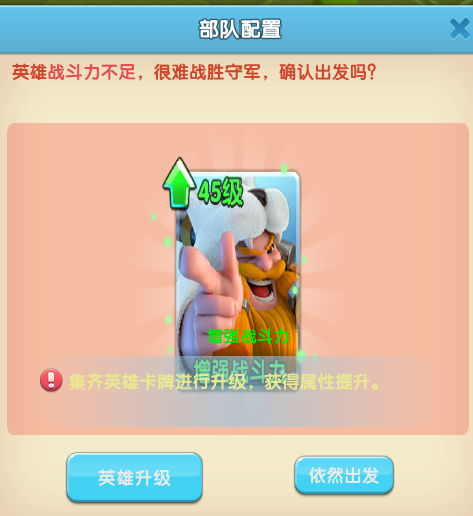 部队配置
英雄战斗力不足，很难战胜守军，确认出发吗？
45级
增强战斗力
增强战斗力
集齐英雄卡牌进行升级，获得属性提升。
英雄升级
依然出发